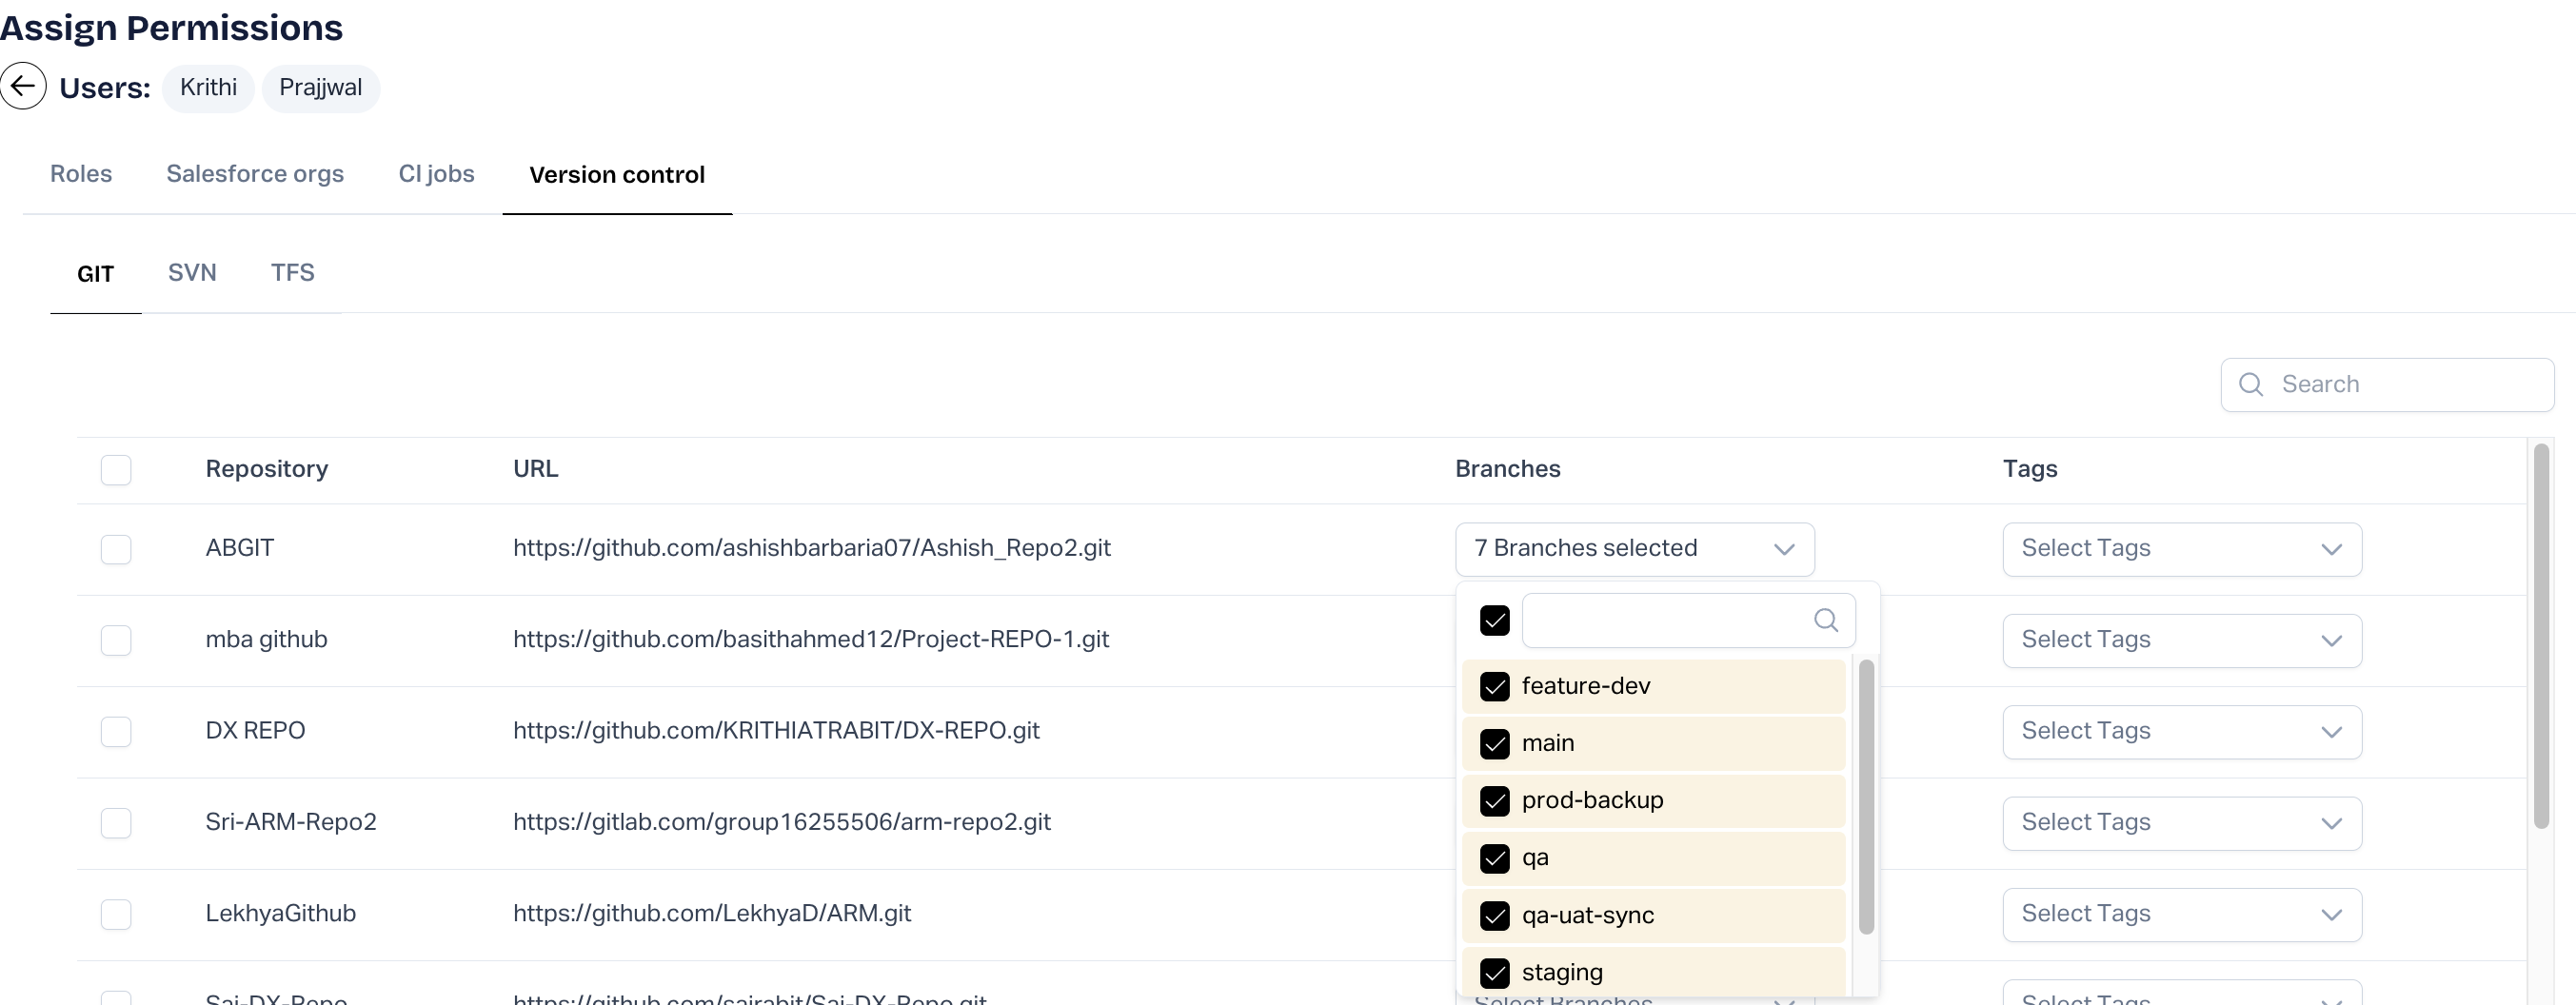 Assign Permissions
Users: Krithi Prajjwal
Roles Salesforce orgs CI jobs Version control
GIT SVN TFS
Search
Repository URL Branches Tags
ABGIT https://github.com/ashishbarbaria07/Ashish_Repo2.git 7 Branches selected Select Tags
mba github https://github.com/basithahmed12/Project-REPO-1.git Select Tags
feature-dev
DX REPO https://github.com/KRITHIATRABIT/DX-REPO.git main Select Tags
prod-backup
Sri-ARM-Repo2 https://gitlab.com/group16255506/arm-repo2.git Select Tags
qa
LekhyaGithub https://github.com/LekhyaD/ARM.git qa-uat-sync Select Tags
staging
Sai-DX-Repo https://github.com/sairabit/Sai-DX-Repo.git Select Branches Select Tags